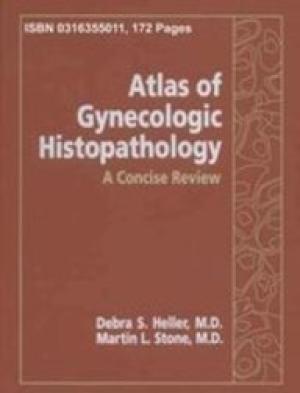 ISBN 0316355011, 172 Pages
Atlas of
Gynecologic
Histopathology
A Concise Review
Debra S. Heller, M.D.
Martin L. Stone, M.D.